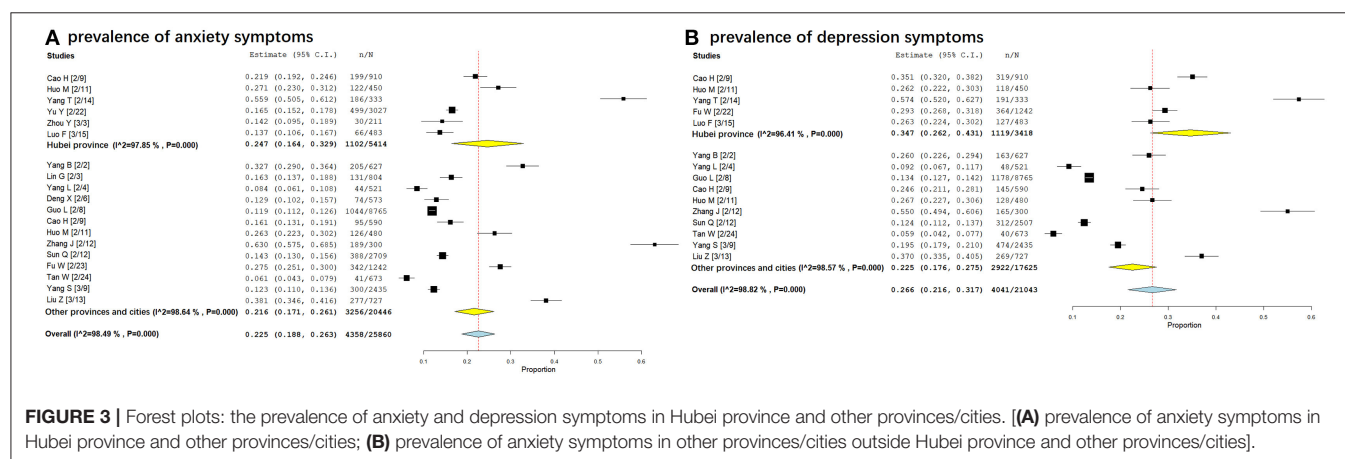 A prevalence of anxiety symptoms
Studies Estimate (95% C.I.) n/N
Cao H [2/9] 0.219 (0.192, 0.246) 199/910
Huo M [2/11] 0.271 (0.230, 0.312) 122/450
Yang T [2/14] 0.559 (0.505, 0.612) 186/333
Yu Y [2/22] 0.165 (0.152, 0.178) 499/3027
Zhou Y [3/3] 0.142 (0.095, 0.189) 30/211
Luo F [3/15] 0.137 (0.106, 0.167) 66/483
Hubei province (I^2=97.85 % , P=0.000) 0.247 (0.164, 0.329) 1102/5414
Yang B [2/2] 0.327 (0.290, 0.364) 205/627
Lin G [2/3] 0.163 (0.137, 0.188) 131/804
Yang L [2/4] 0.084 (0.061, 0.108) 44/521
Deng X [2/6] 0.129 (0.102, 0.157) 74/573
Guo L [2/8] 0.119 (0.112, 0.126) 1044/8765
Cao H [2/9] 0.161 (0.131, 0.191) 95/590
Huo M [2/11] 0.263 (0.223, 0.302) 126/480
Zhang J [2/12] 0.630 (0.575, 0.685) 189/300
Sun Q [2/12] 0.143 (0.130, 0.156) 388/2709
Fu W [2/23] 0.275 (0.251, 0.300) 342/1242
Tan W [2/24] 0.061 (0.043, 0.079) 41/673
Yang S [3/9] 0.123 (0.110, 0.136) 300/2435
Liu Z [3/13] 0.381 (0.346, 0.416) 277/727
Other provinces and cities (I^2=98.64 % , P=0.000) 0.216 (0.171, 0.261) 3256/20446
Overall (I^2=98.49 % , P=0.000) 0.225 (0.188, 0.263) 4358/25860
0.1 0.2 0.3 0.4 0.5 0.6
Proportion
B prevalence of depression symptoms
Studies Estimate (95% C.I.) n/N
Cao H [2/9] 0.351 (0.320, 0.382) 319/910
Huo M [2/11] 0.262 (0.222, 0.303) 118/450
Yang T [2/14] 0.574 (0.520, 0.627) 191/333
Fu W [2/22] 0.293 (0.268, 0.318) 364/1242
Luo F [3/15] 0.263 (0.224, 0.302) 127/483
Hubei province (I^2=96.41 % , P=0.000) 0.347 (0.262, 0.431) 1119/3418
Yang B [2/2] 0.260 (0.226, 0.294) 163/627
Yang L [2/4] 0.092 (0.067, 0.117) 48/521
Guo L [2/8] 0.134 (0.127, 0.142) 1178/8765
Cao H [2/9] 0.246 (0.211, 0.281) 145/590
Huo M [2/11] 0.267 (0.227, 0.306) 128/480
Zhang J [2/12] 0.550 (0.494, 0.606) 165/300
Sun Q [2/12] 0.124 (0.112, 0.137) 312/2507
Tan W [2/24] 0.059 (0.042, 0.077) 40/673
Yang S [3/9] 0.195 (0.179, 0.210) 474/2435
Liu Z [3/13] 0.370 (0.335, 0.405) 269/727
Other provinces and cities (I^2=98.57 % , P=0.000) 0.225 (0.176, 0.275) 2922/17625
Overall (I^2=98.82 % , P=0.000) 0.266 (0.216, 0.317) 4041/21043
0.1 0.2 0.3 0.4 0.5 0.6
Proportion
FIGURE 3 | Forest plots: the prevalence of anxiety and depression symptoms in Hubei province and other provinces/cities. [(A) prevalence of anxiety symptoms in
Hubei province and other provinces/cities; (B) prevalence of anxiety symptoms in other provinces/cities outside Hubei province and other provinces/cities].